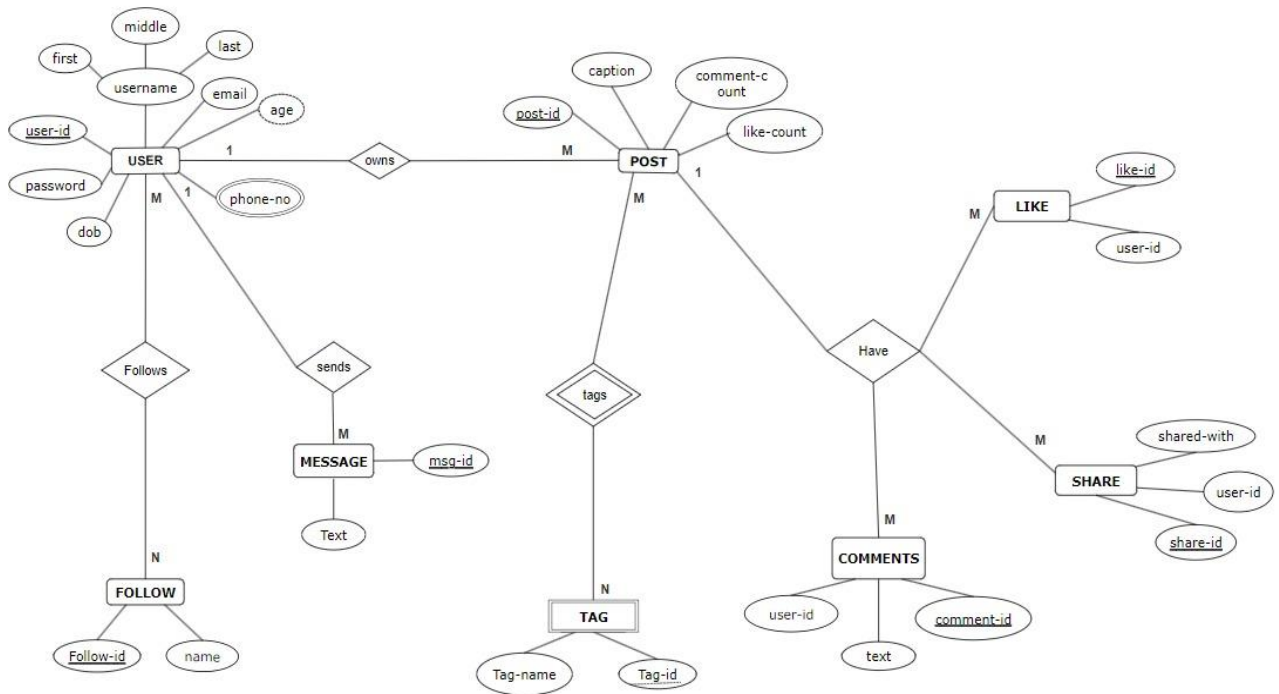 middle
first
last
username
email
age
user-id
USER
password
dob
phone-no
1
M
1
owns
M
caption
comment-c
ount
post-id
like-count
POST
M
1
like-id
LIKE
M
user-id
Follows
sends
tags
Have
M
MESSAGE
msg-id
Text
M
shared-with
SHARE
user-id
share-id
M
COMMENTS
user-id
comment-id
text
N
FOLLOW
Follow-id
name
N
TAG
Tag-name
Tag-id